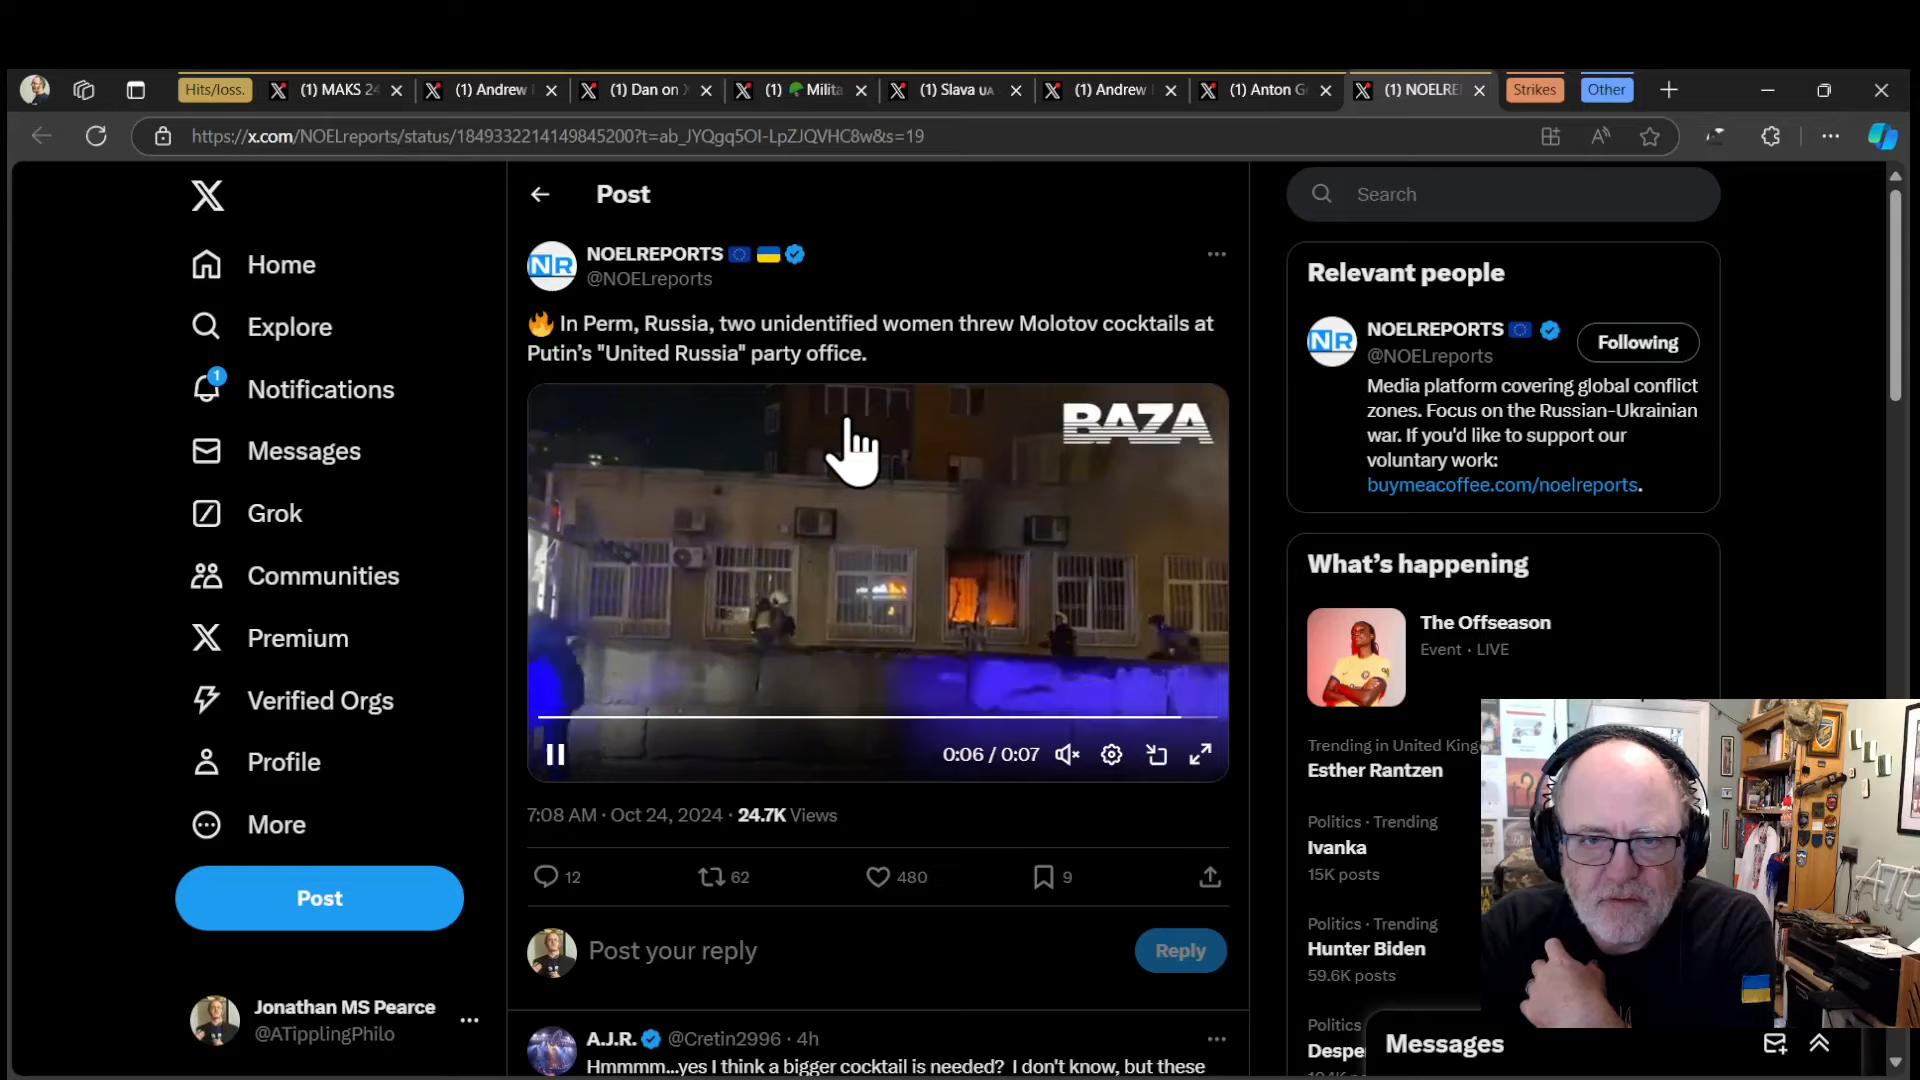 Hits/loss.
(1) MAKS 24
(1) Andrew
(1) Dan on
(1) Milita
(1) Slava UA
(1) Andrew
(1) Anton G
(1) NOELRE
Strikes
Other
https://x.com/NOELreports/status/1849332214149845200?t=ab_JYQgq5OI-LpZJQVHC8w&s=19
Home
Explore
1
Notifications
Messages
Grok
Communities
Premium
Verified Orgs
Profile
More
Post
Jonathan MS Pearce
@ATipplingPhilo
Post
NR
NOELREPORTS
@NOELreports
In Perm, Russia, two unidentified women threw Molotov cocktails at
Putin’s "United Russia" party office.
BAZA
0:06 / 0:07
7:08 AM · Oct 24, 2024 · 24.7K Views
12
62
480
9
Post your reply
Reply
A.J.R. @Cretin2996 · 4h
Hmmmm...yes I think a bigger cocktail is needed? I don't know, but these
Search
Relevant people
NR
NOELREPORTS
@NOELreports
Following
Media platform covering global conflict
zones. Focus on the Russian-Ukrainian
war. If you'd like to support our
voluntary work:
buymeacoffee.com/noelreports.
What’s happening
The Offseason
Event · LIVE
Trending in United King
Esther Rantzen
Politics · Trending
Ivanka
15K posts
Politics · Trending
Hunter Biden
59.6K posts
Politics
Despe
Messages
ATP